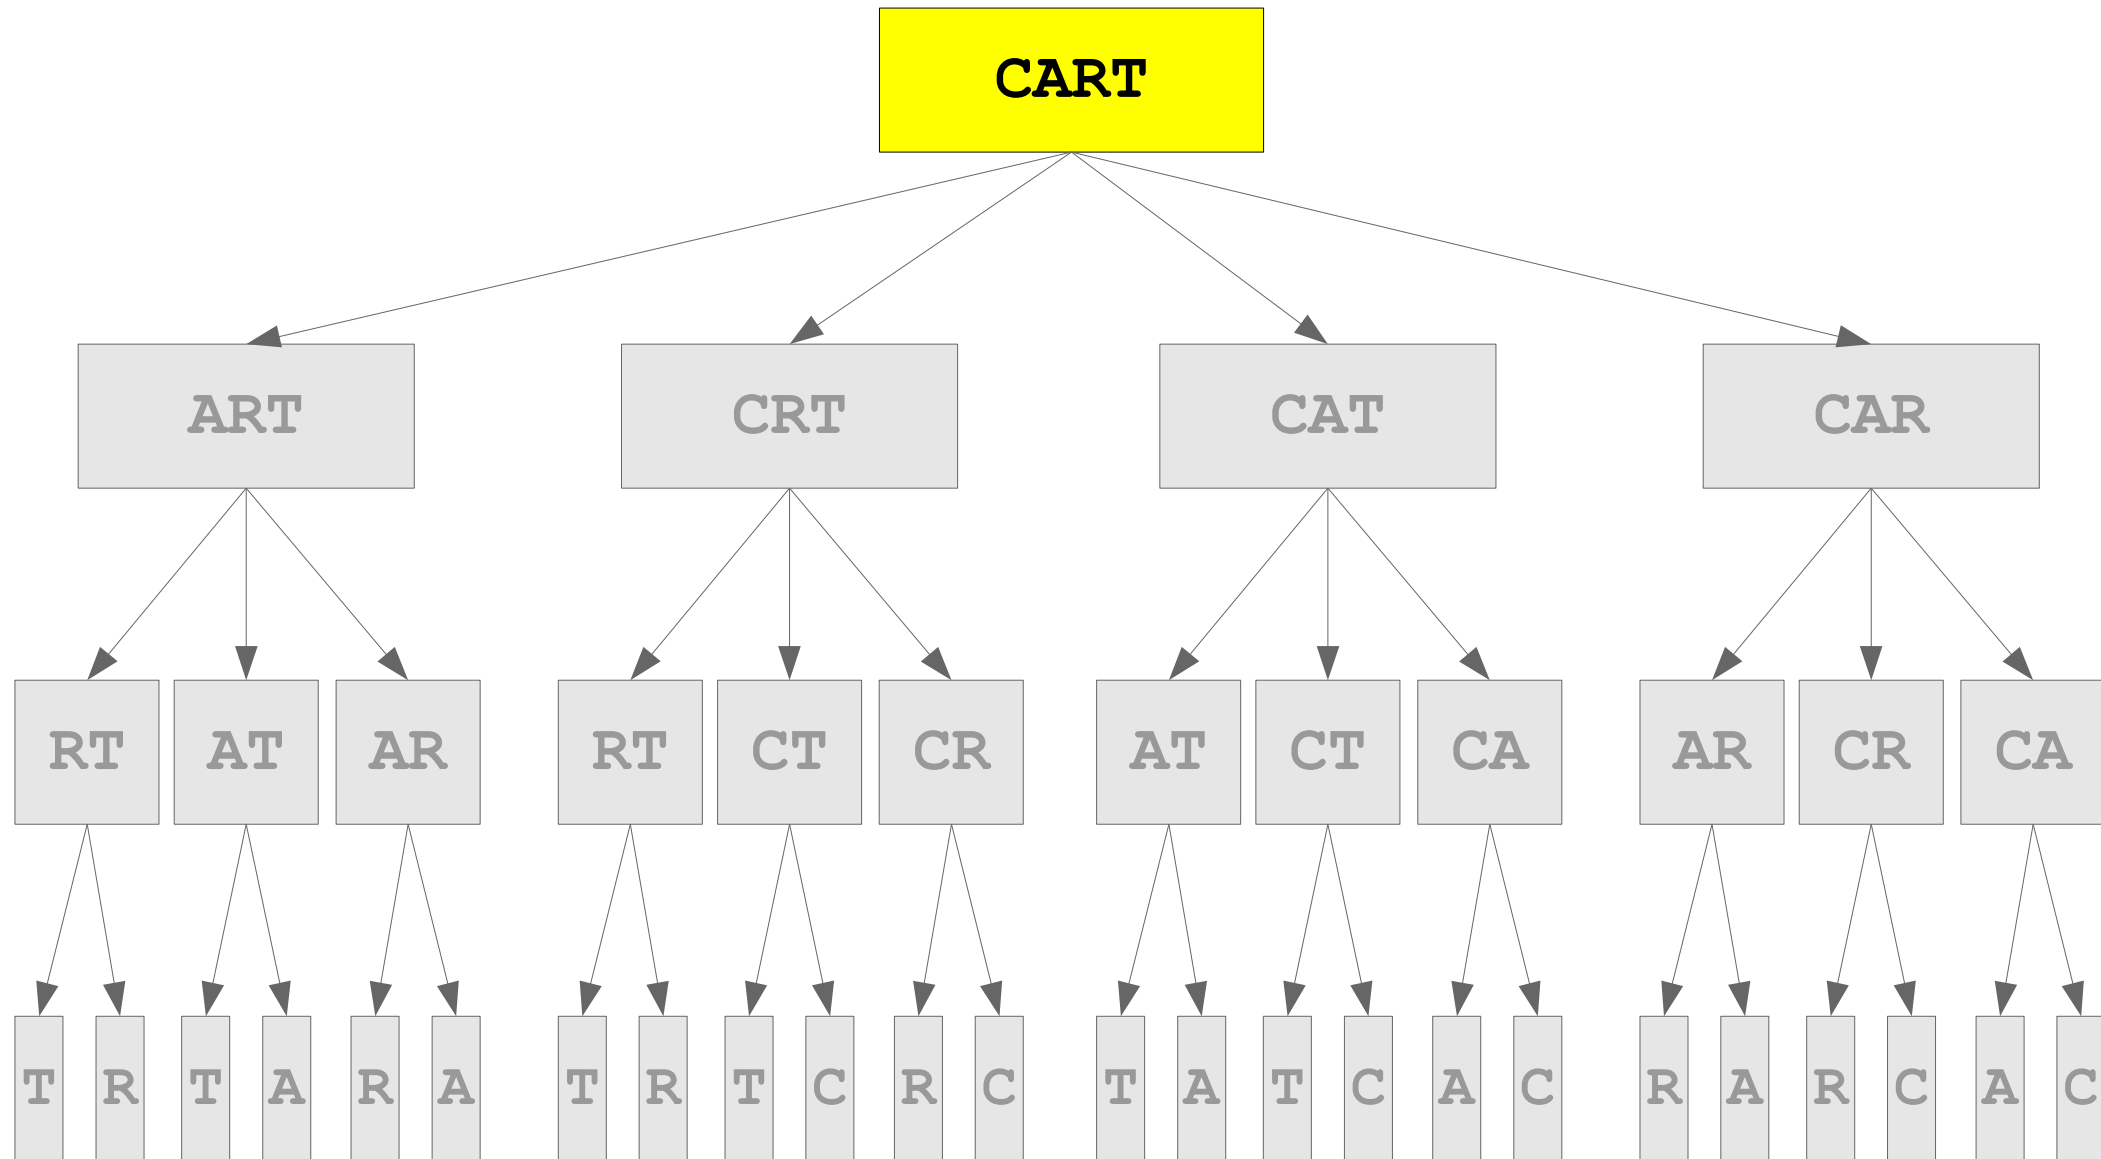 CART
ART CRT CAT CAR
RT AT AR RT CT CR AT CT CA AR CR CA
T R T A R A T R T C R C T A T C A C R A R C A C